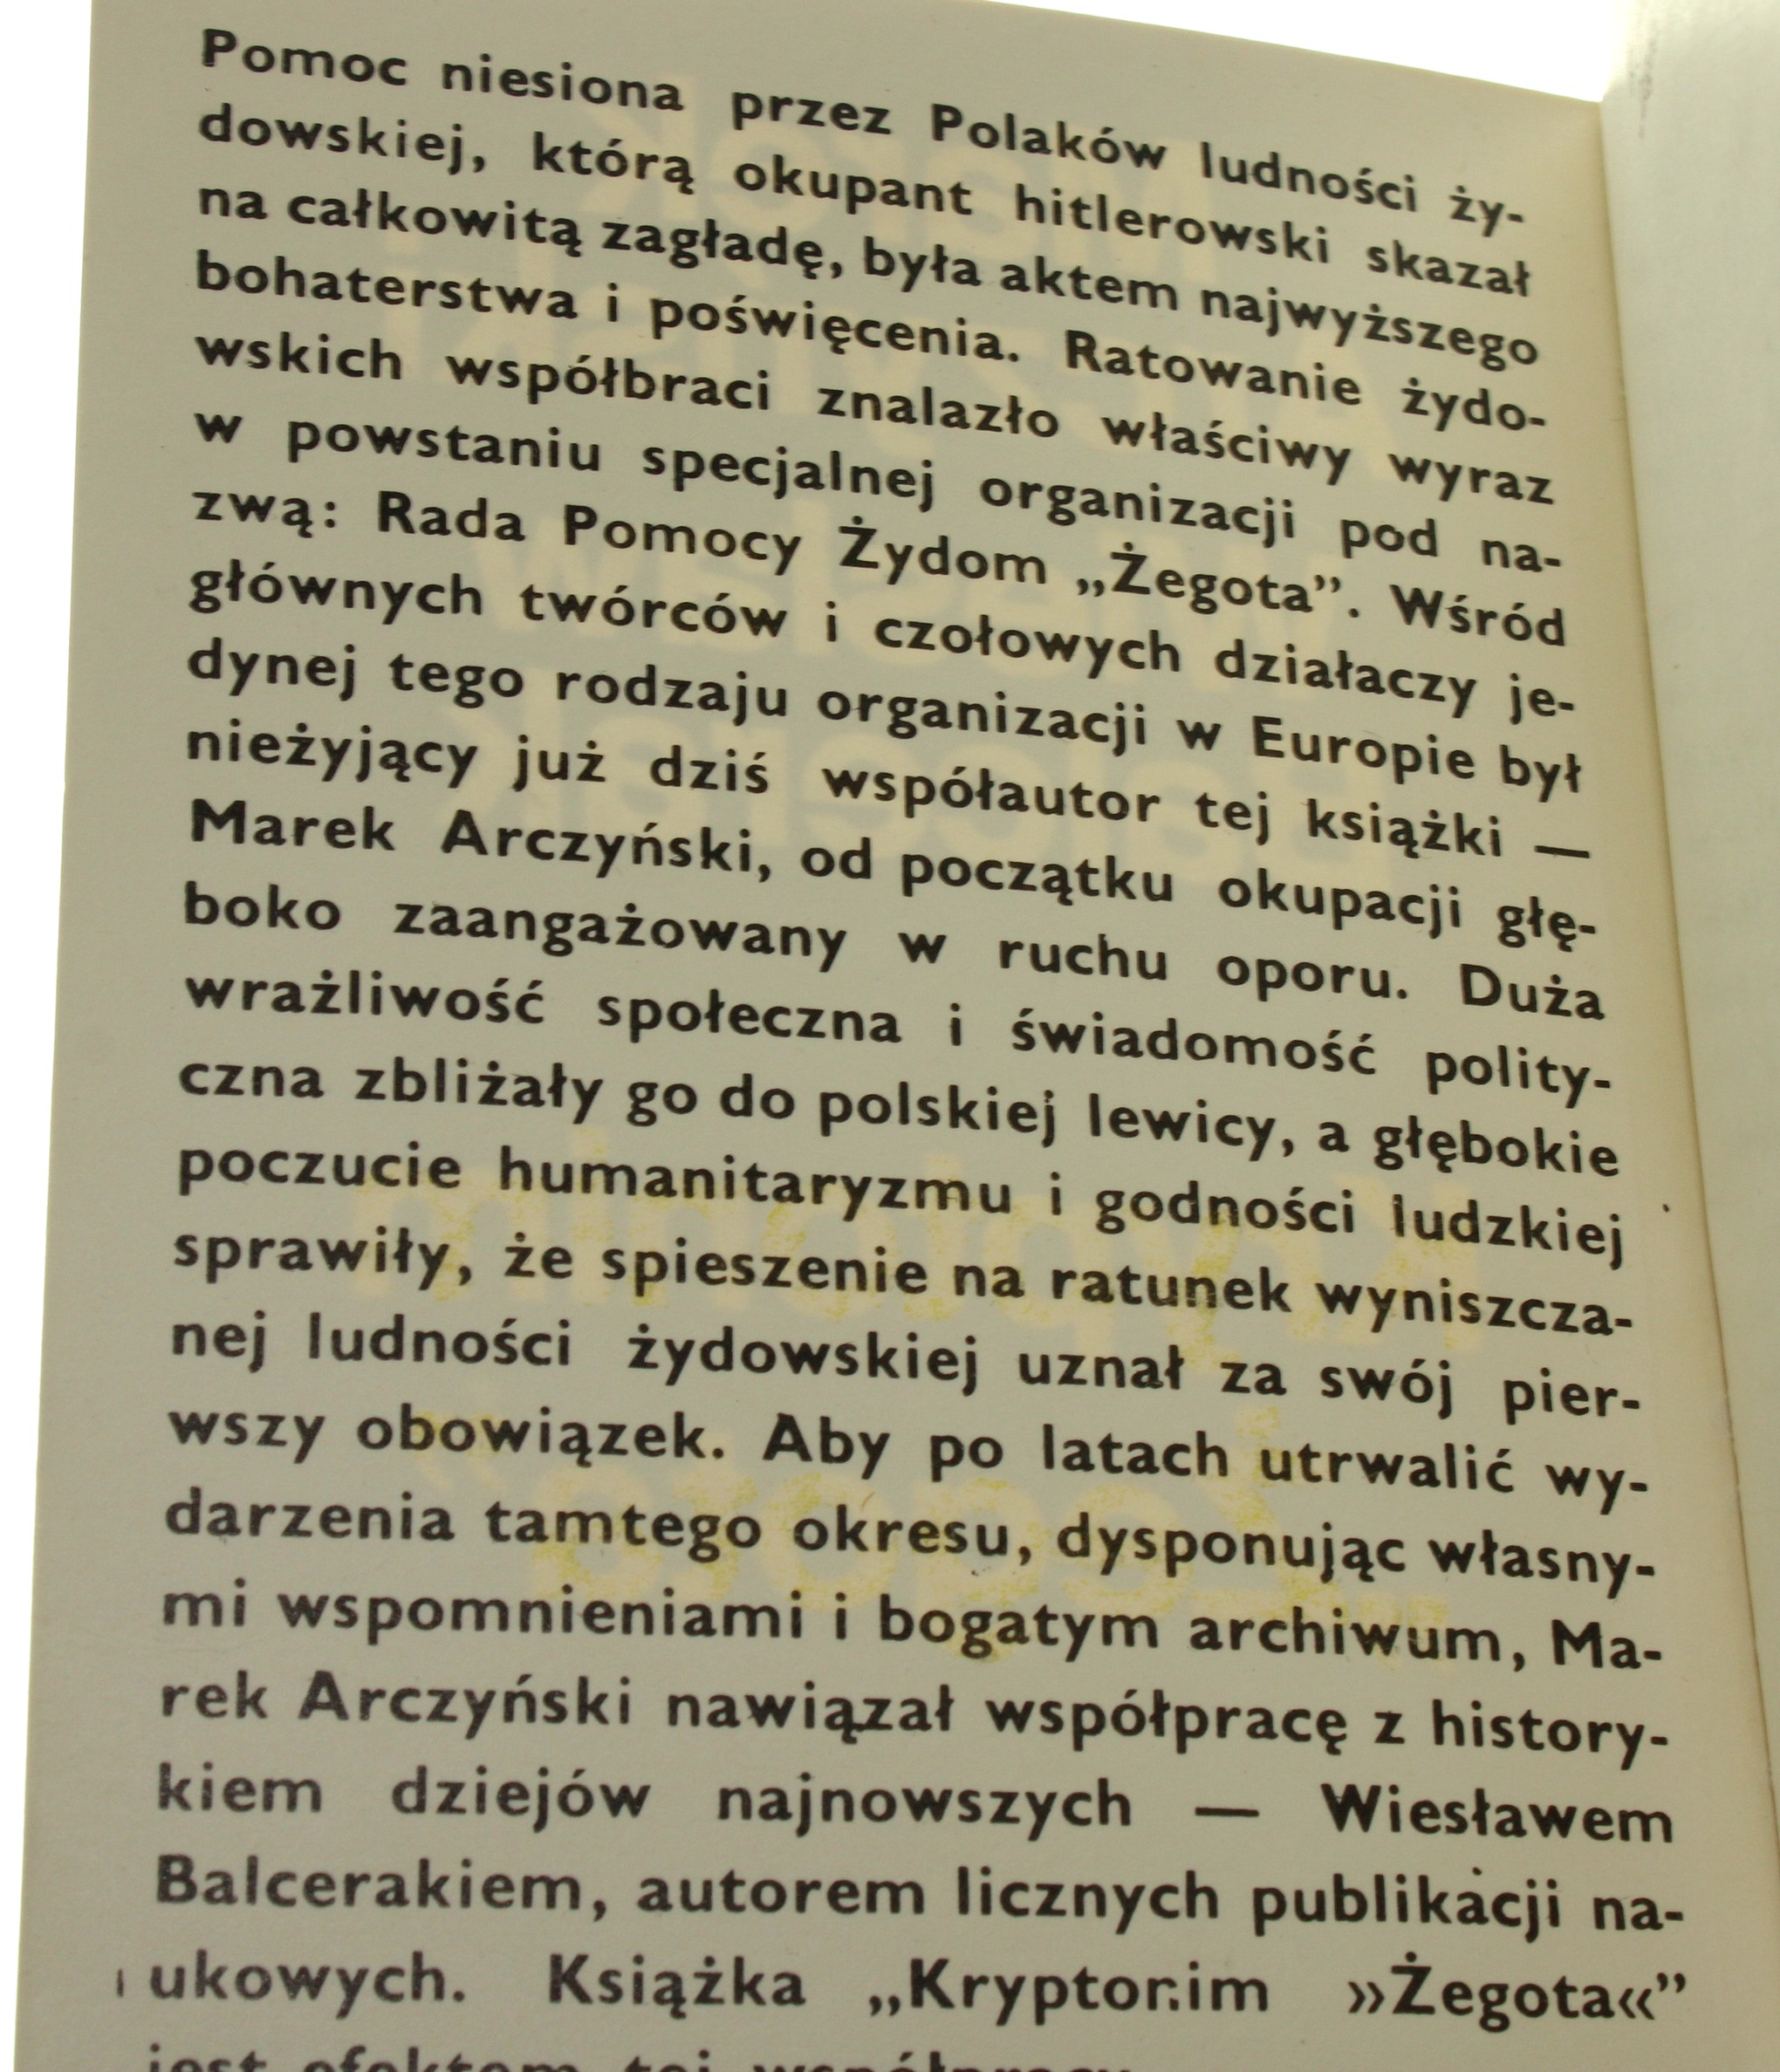 Pomoc niesiona przez Polaków ludności ży-
dowskiej, którą okupant hitlerowski skazał
na całkowitą zagładę, była aktem najwyższego
bohaterstwa i poświęcenia. Ratowanie żydo-
wskich współbraci znalazło właściwy wyraz
w powstaniu specjalnej organizacji pod na-
zwą: Rada Pomocy Żydom „Żegota”. Wśród
głównych twórców i czołowych działaczy je-
dynej tego rodzaju organizacji w Europie był
nieżyjący już dziś współautor tej książki —
Marek Arczyński, od początku okupacji głę-
boko zaangażowany w ruchu oporu. Duża
wrażliwość społeczna i świadomość polity-
czna zbliżały go do polskiej lewicy, a głębokie
poczucie humanitaryzmu i godności ludzkiej
sprawiły, że spieszenie na ratunek wyniszcza-
nej ludności żydowskiej uznał za swój pier-
wszy obowiązek. Aby po latach utrwalić wy-
darzenia tamtego okresu, dysponując własny-
mi wspomnieniami i bogatym archiwum, Ma-
rek Arczyński nawiązał współpracę z history-
kiem dziejów najnowszych — Wiesławem
Balcerakiem, autorem licznych publikacji na-
ukowych. Książka „Kryptonim »Żegota«”
jest efektem tej współpracy